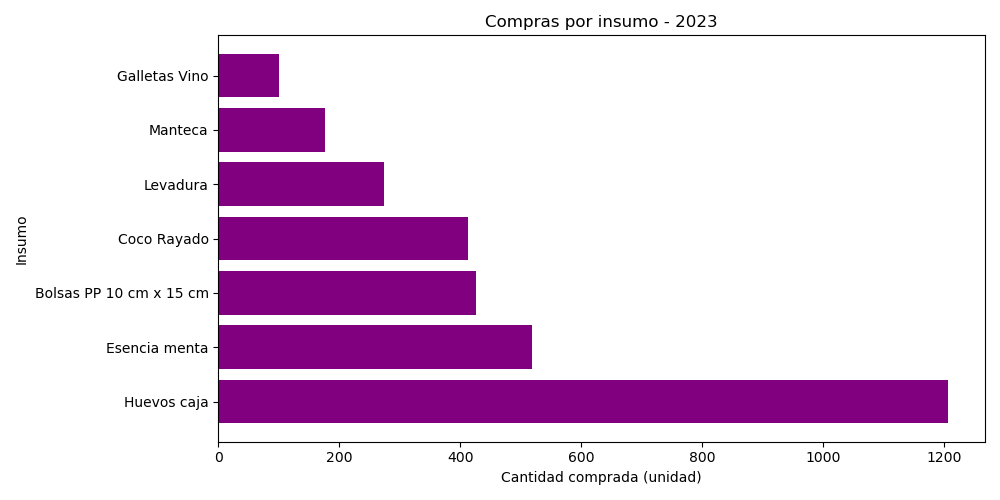 Compras por insumo - 2023
Insumo
Galletas Vino
Manteca
Levadura
Coco Rayado
Bolsas PP 10 cm x 15 cm
Esencia menta
Huevos caja
0 200 400 600 800 1000 1200
Cantidad comprada (unidad)